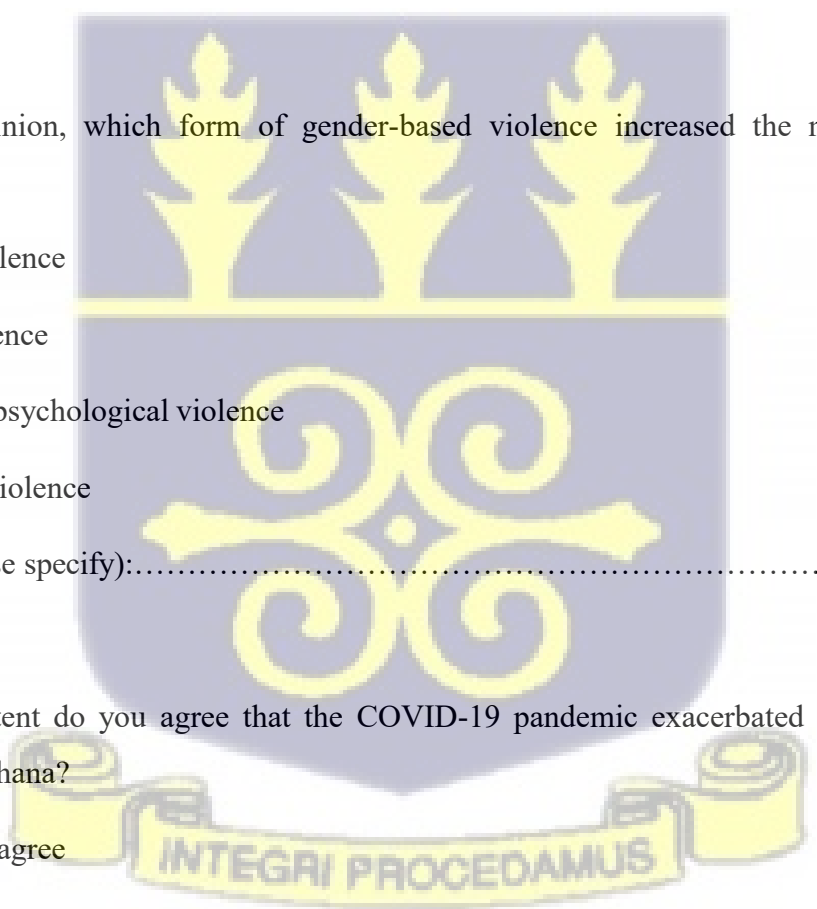 nion, which form of gender-based violence increased the
lence
ence
psychological violence
iolence
e specify):……………………………………………………………………
tent do you agree that the COVID-19 pandemic exacerbated
hana?
agree
INTEGRI PROCEDAMUS